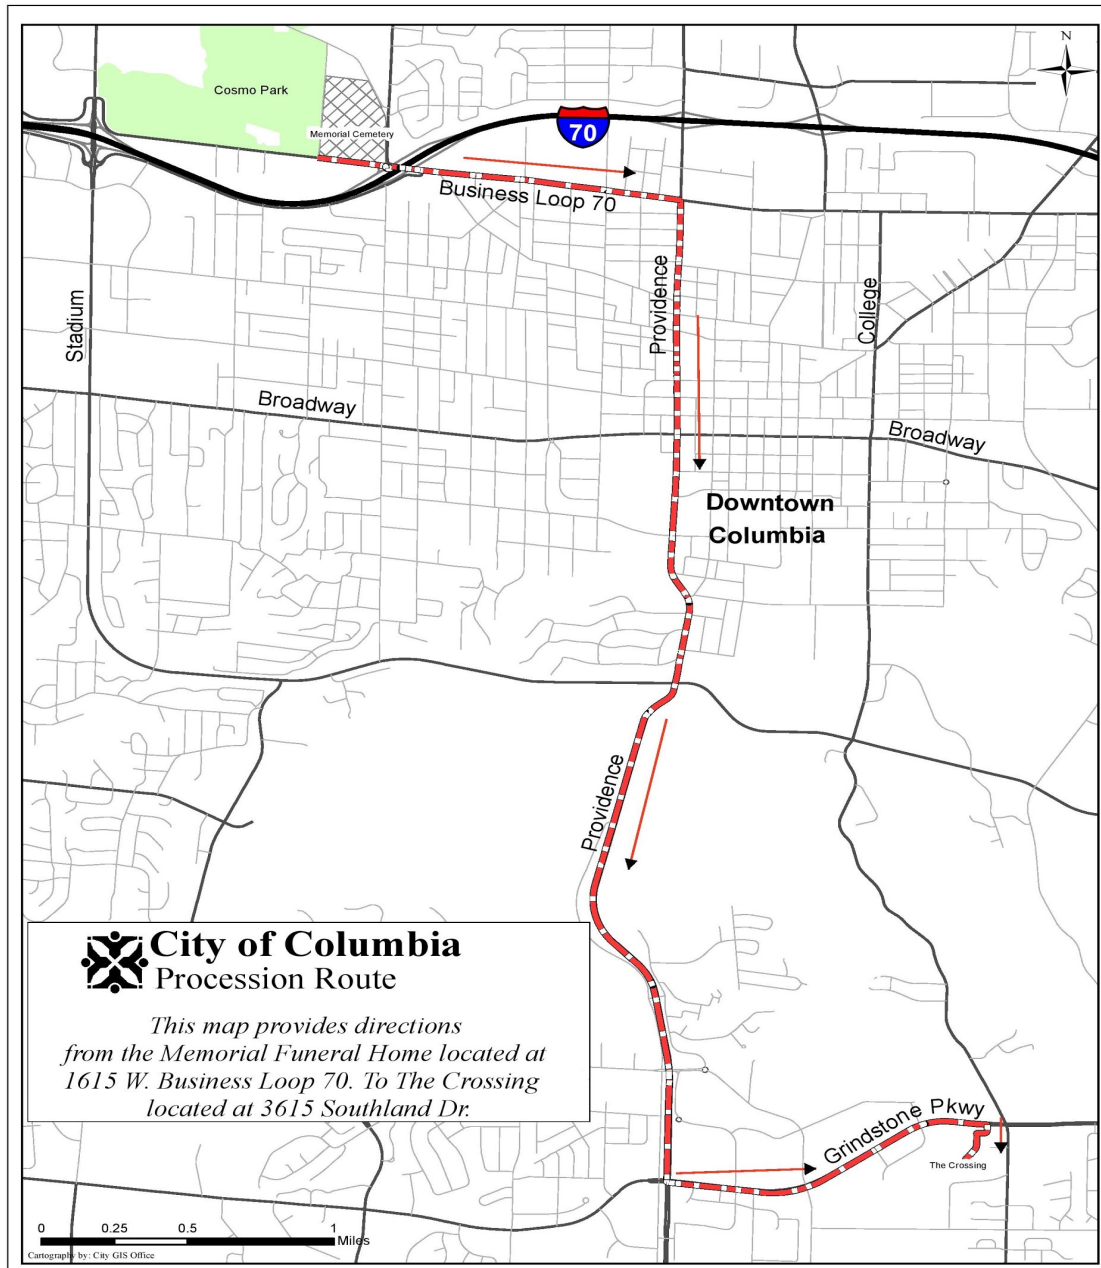 N
Cosmo Park
70
Memorial Cemetery
Business Loop 70
Providence
College
Stadium
Broadway
Broadway
Downtown
Columbia
Providence
City of Columbia
Procession Route
This map provides directions
from the Memorial Funeral Home located at
1615 W. Business Loop 70. To The Crossing
located at 3615 Southland Dr.
Grindstone Pkwy
The Crossing
0 0.25 0.5 1
Miles
Cartography by: City GIS Office